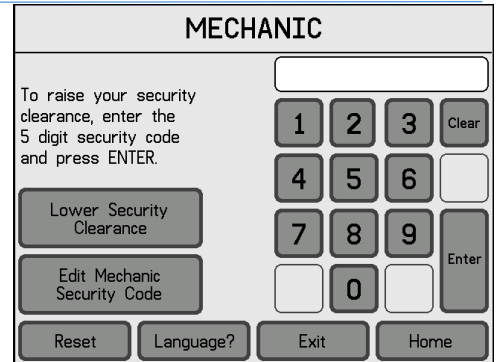 MECHANIC
To raise your security
clearance, enter the
5 digit security code
and press ENTER.
1 2 3 Clear
4 5 6
Lower Security
Clearance
7 8 9
Enter
Edit Mechanic
Security Code
0
Reset Language? Exit Home